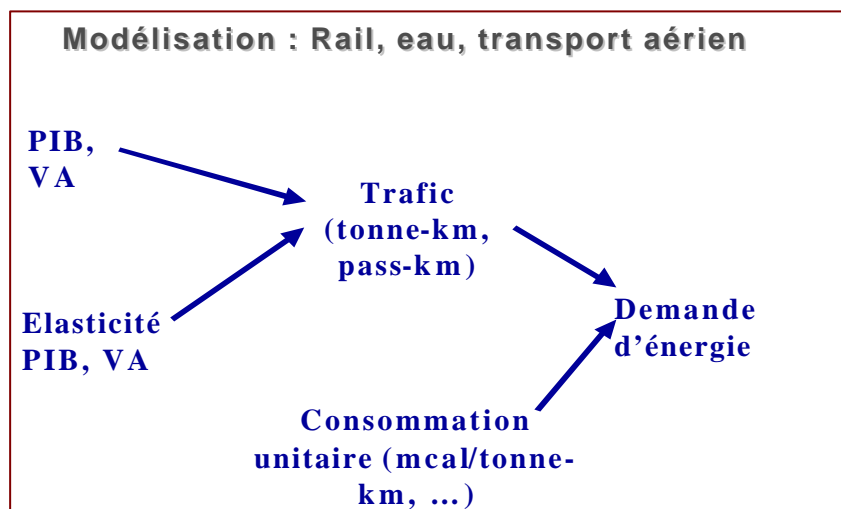 Modélisation : Rail, eau, transport aérien
PIB,
VA
Trafic
(tonne-km,
pass-km)
Elasticité
PIB, VA
Demande
d’énergie
Consommation
unitaire (mcal/tonne-
km, …)